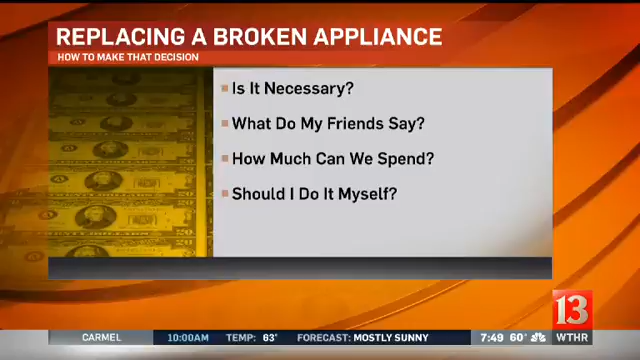 REPLACING A BROKEN APPLIANCE
HOW TO MAKE THAT DECISION
Is It Necessary?
What Do My Friends Say?
How Much Can We Spend?
Should I Do It Myself?
13
CARMEL 10:00AM TEMP: 63° FORECAST: MOSTLY SUNNY 7:49 60° WTHR